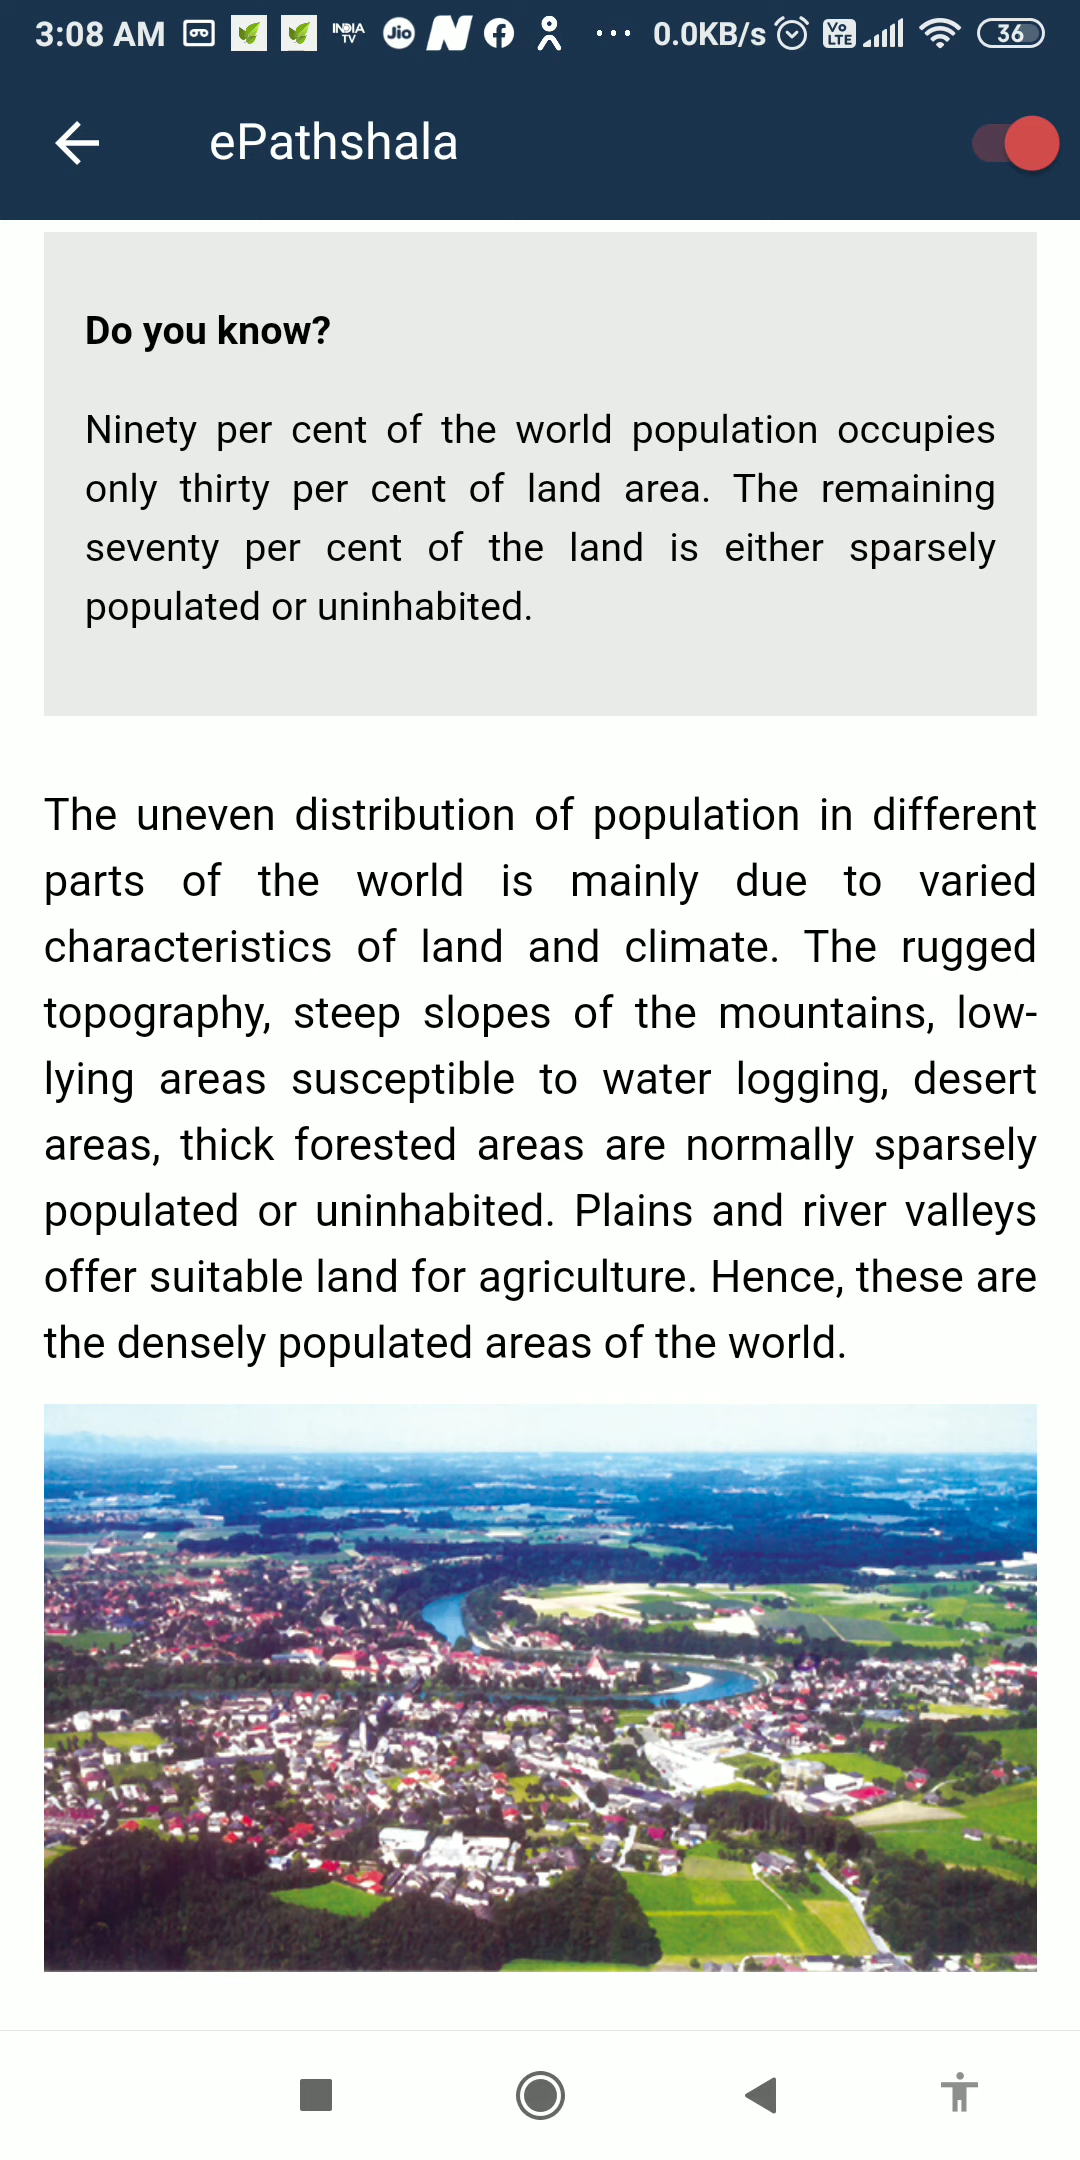 3:08 AM INDIA TV Jio N 0.0KB/s Vo LTE 36
ePathshala
Do you know?
Ninety per cent of the world population occupies
only thirty per cent of land area. The remaining
seventy per cent of the land is either sparsely
populated or uninhabited.
The uneven distribution of population in different
parts of the world is mainly due to varied
characteristics of land and climate. The rugged
topography, steep slopes of the mountains, low-
lying areas susceptible to water logging, desert
areas, thick forested areas are normally sparsely
populated or uninhabited. Plains and river valleys
offer suitable land for agriculture. Hence, these are
the densely populated areas of the world.